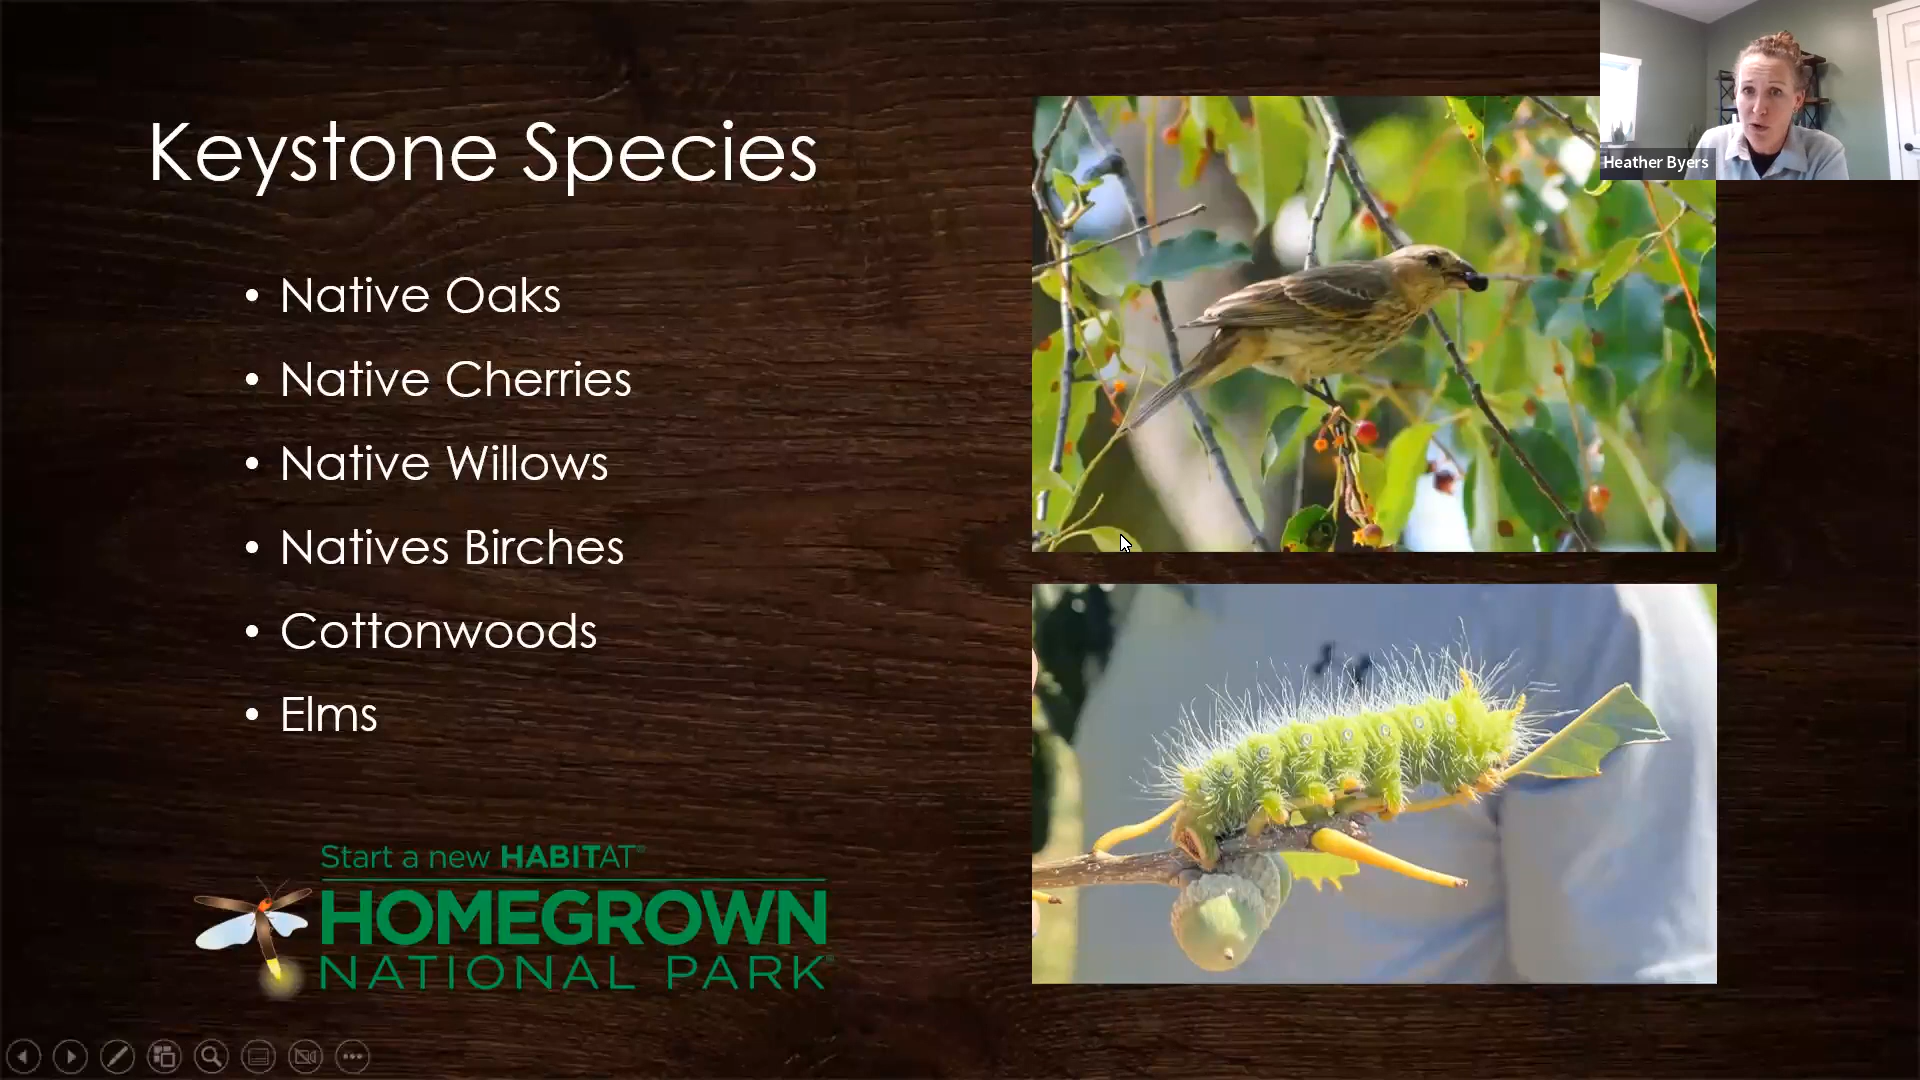 Keystone Species
• Native Oaks
• Native Cherries
• Native Willows
• Natives Birches
• Cottonwoods
• Elms
Start a new HABITAT®
HOMEGROWN
NATIONAL PARK
Heather Byers